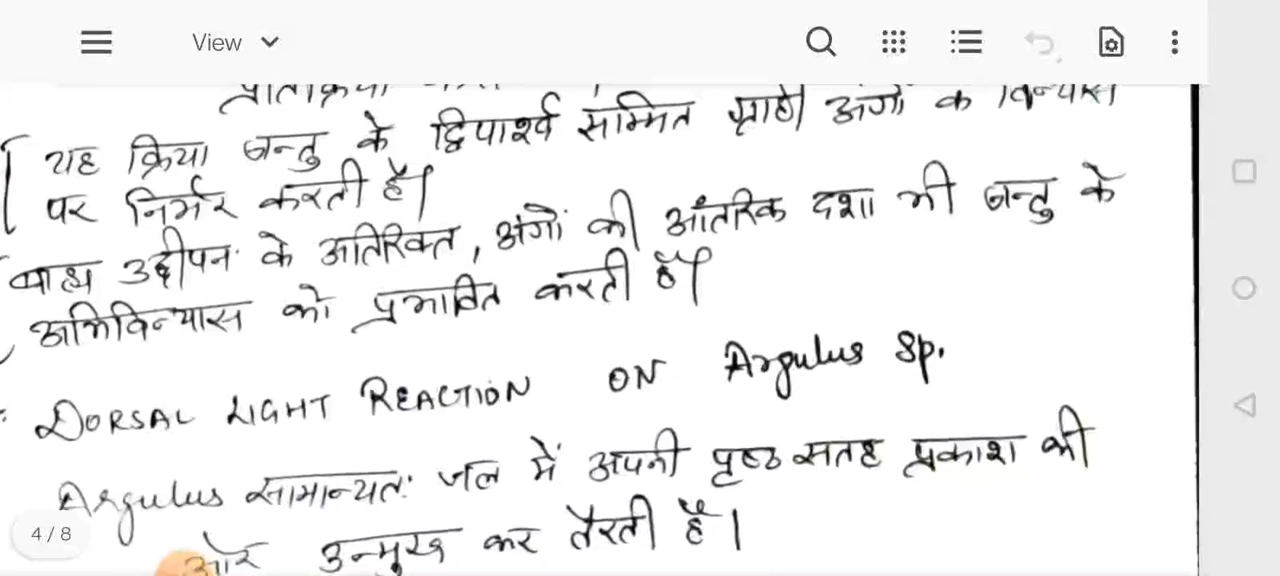 View
यह क्रिया जन्तु के द्विपार्श्व सम्मित अंगों के विन्यास
पर निर्भर करती है।
बाह्य उद्दीपन के अतिरिक्त, अंगों की आंतरिक दशा भी जन्तु के
अभिविन्यास को प्रभावित करती है।
DORSAL LIGHT REACTION ON Argulus Sp.
Argulus सामान्यतः जल में अपनी पृष्ठ सतह प्रकाश की
ओर उन्मुख कर तैरती है।
4 / 8